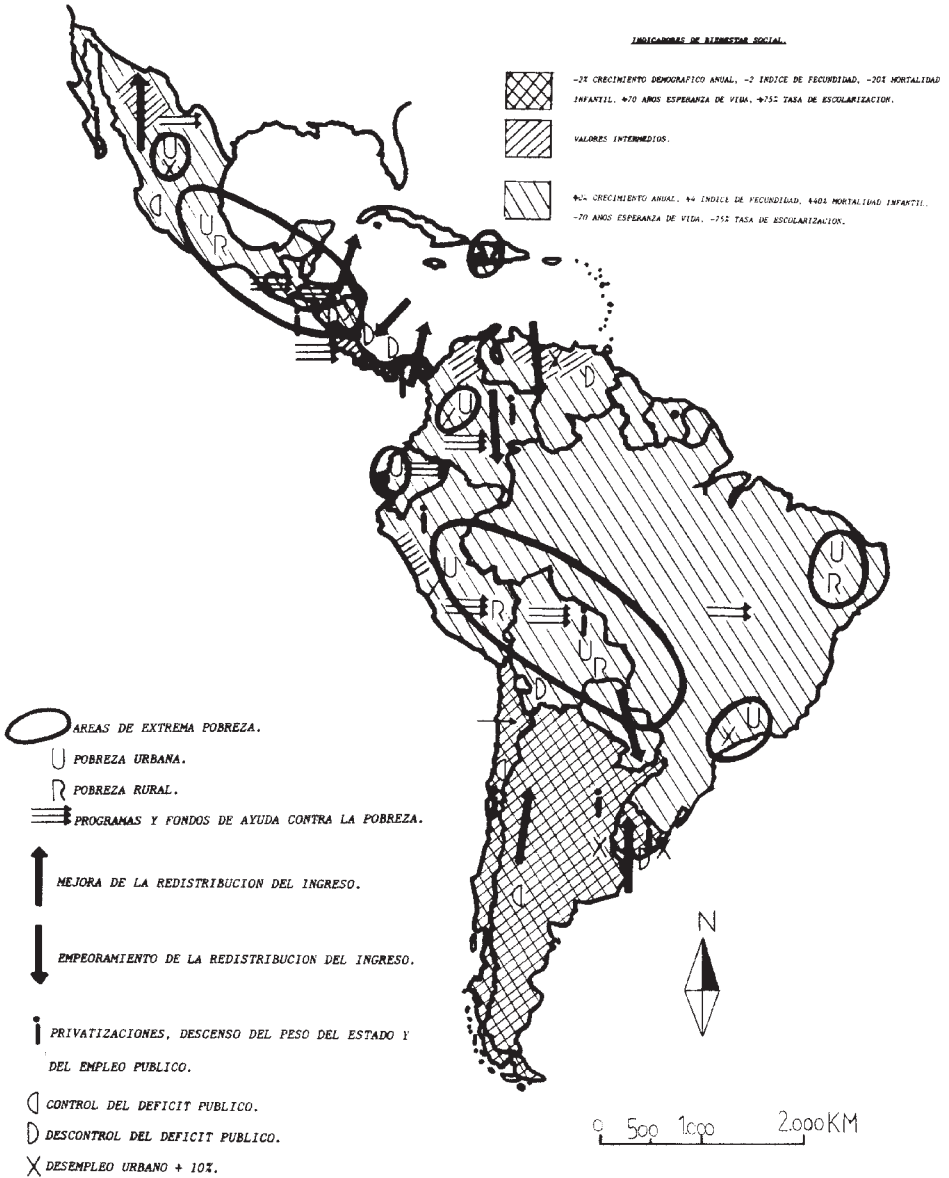 INDICADORES DE BIENESTAR SOCIAL.
-2% CRECIMIENTO DEMOGRAFICO ANUAL, -2 INDICE DE FECUNDIDAD, -20% MORTALIDAD
INFANTIL, +70 AÑOS ESPERANZA DE VIDA, +75% TASA DE ESCOLARIZACION.
VALORES INTERMEDIOS.
CRECIMIENTO ANUAL, +4 INDICE DE FECUNDIDAD, +40% MORTALIDAD INFANTIL,
-70 AÑOS ESPERANZA DE VIDA, -75% TASA DE ESCOLARIZACION.
U
X
U
R
D
D
X
D
X U
U
U
R
U
R
U
R
D
X U
X
D
X
AREAS DE EXTREMA POBREZA.
U POBREZA URBANA.
R POBREZA RURAL.
PROGRAMAS Y FONDOS DE AYUDA CONTRA LA POBREZA.
MEJORA DE LA REDISTRIBUCION DEL INGRESO.
EMPEORAMIENTO DE LA REDISTRIBUCION DEL INGRESO.
i PRIVATIZACIONES, DESCENSO DEL PESO DEL ESTADO Y
DEL EMPLEO PUBLICO.
CONTROL DEL DEFICIT PUBLICO.
D DESCONTROL DEL DEFICIT PUBLICO.
X DESEMPLEO URBANO + 10%.
N
0 500 1.000 2.000 KM